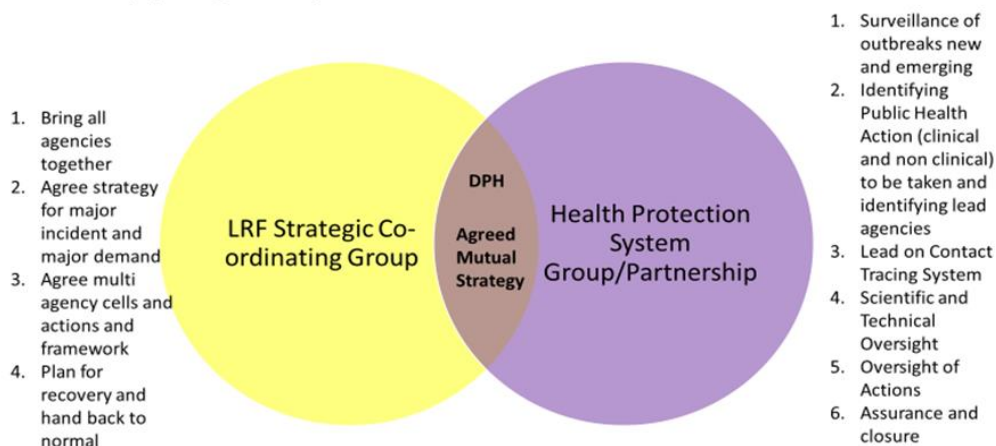 1. Bring all
agencies
together
2. Agree strategy
for major
incident and
major demand
3. Agree multi
agency cells and
actions and
framework
4. Plan for
recovery and
hand back to
normal
LRF Strategic Co-
ordinating Group
DPH
Agreed
Mutual
Strategy
Health Protection
System
Group/Partnership
1. Surveillance of
outbreaks new
and emerging
2. Identifying
Public Health
Action (clinical
and non clinical)
to be taken and
identifying lead
agencies
3. Lead on Contact
Tracing System
4. Scientific and
Technical
Oversight
5. Oversight of
Actions
6. Assurance and
closure